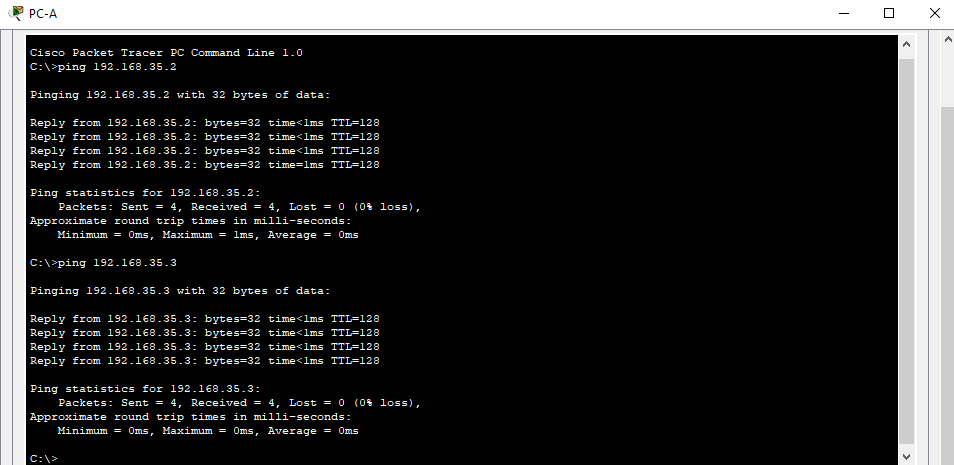 PC-A
Cisco Packet Tracer PC Command Line 1.0
C:\>ping 192.168.35.2
Pinging 192.168.35.2 with 32 bytes of data:
Reply from 192.168.35.2: bytes=32 time<1ms TTL=128
Reply from 192.168.35.2: bytes=32 time<1ms TTL=128
Reply from 192.168.35.2: bytes=32 time<1ms TTL=128
Reply from 192.168.35.2: bytes=32 time=1ms TTL=128
Ping statistics for 192.168.35.2:
    Packets: Sent = 4, Received = 4, Lost = 0 (0% loss),
Approximate round trip times in milli-seconds:
    Minimum = 0ms, Maximum = 1ms, Average = 0ms
C:\>ping 192.168.35.3
Pinging 192.168.35.3 with 32 bytes of data:
Reply from 192.168.35.3: bytes=32 time<1ms TTL=128
Reply from 192.168.35.3: bytes=32 time<1ms TTL=128
Reply from 192.168.35.3: bytes=32 time<1ms TTL=128
Reply from 192.168.35.3: bytes=32 time<1ms TTL=128
Ping statistics for 192.168.35.3:
    Packets: Sent = 4, Received = 4, Lost = 0 (0% loss),
Approximate round trip times in milli-seconds:
    Minimum = 0ms, Maximum = 0ms, Average = 0ms
C:\>